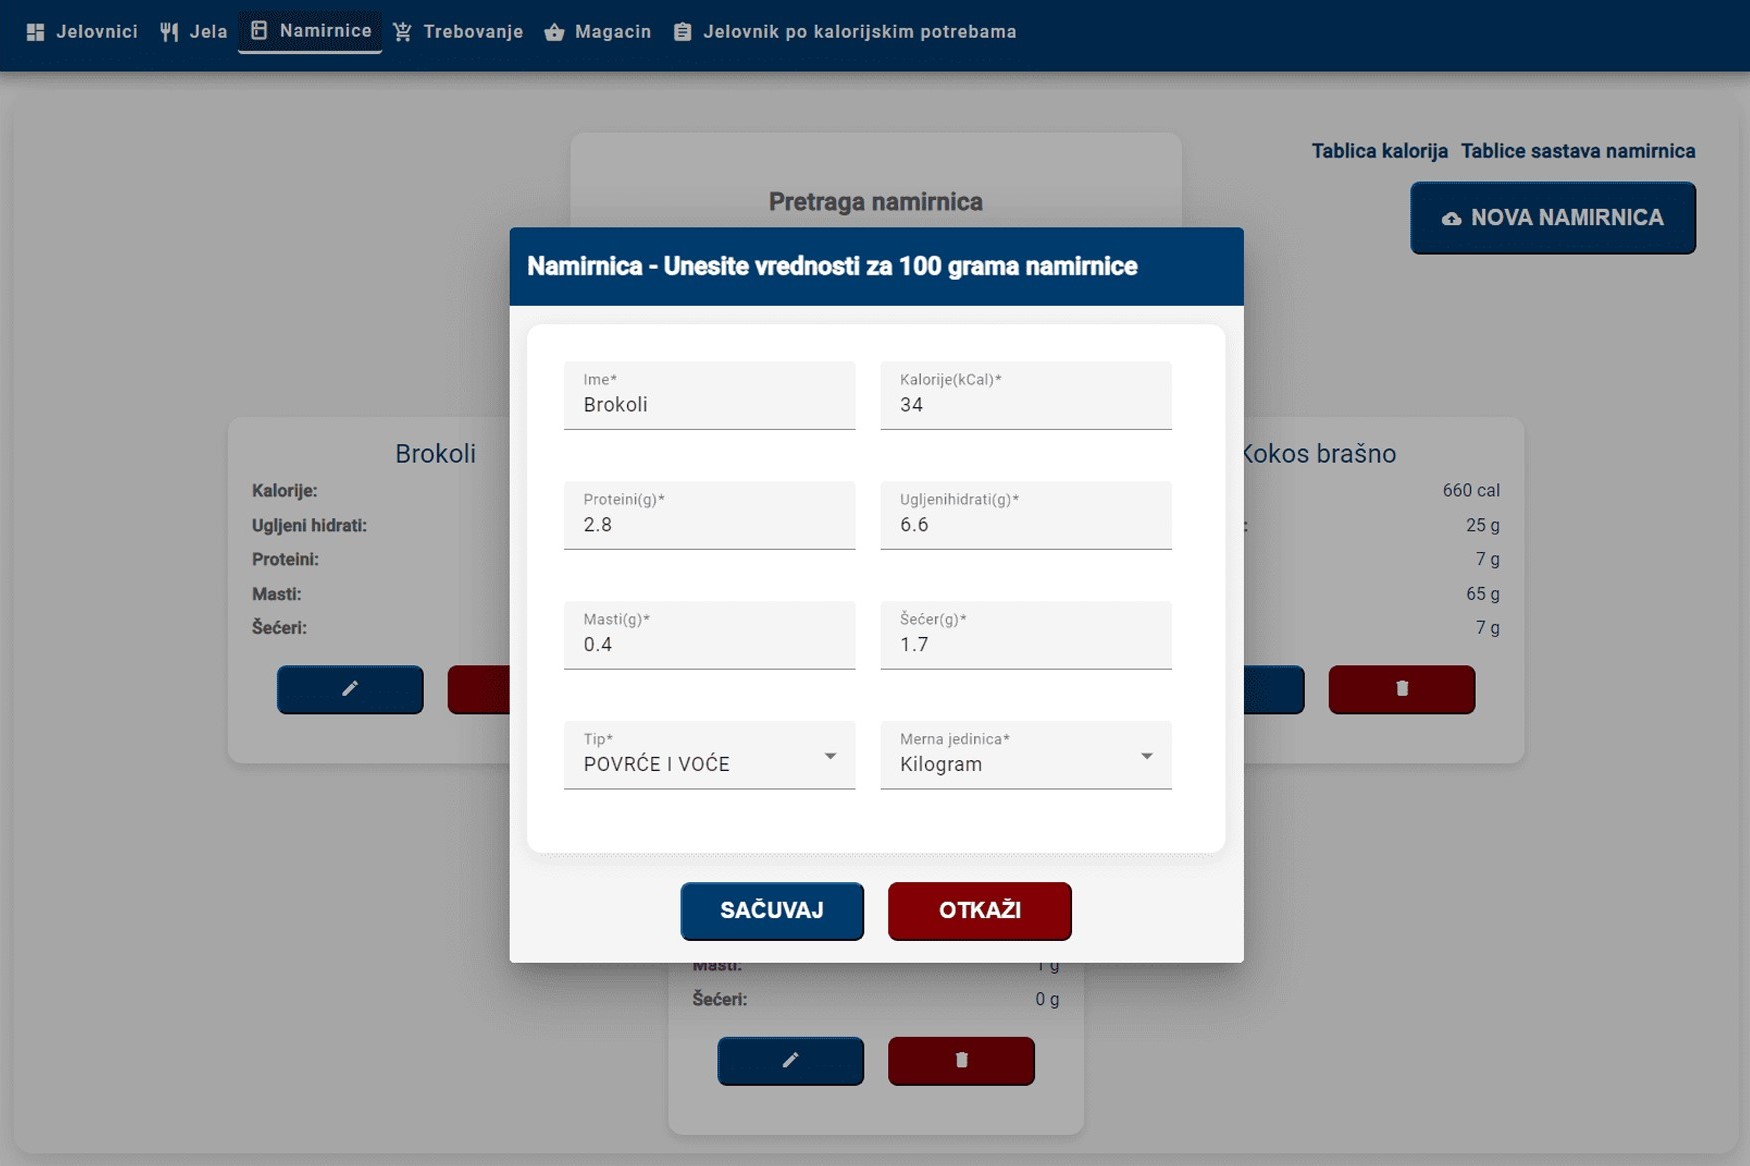 Jelovnici Jela Namirnice Trebovanje Magacin Jelovnik po kalorijskim potrebama
Tablica kalorija Tablice sastava namirnica
Pretraga namirnica
NOVA NAMIRNICA
Namirnica - Unesite vrednosti za 100 grama namirnice
Ime*
Brokoli
Kalorije(kCal)*
34
Proteini(g)*
2.8
Ugljenihidrati(g)*
6.6
Masti(g)*
0.4
Šećer(g)*
1.7
Tip*
POVRĆE I VOĆE
Merna jedinica*
Kilogram
SAČUVAJ
OTKAŽI
Brokoli
Kalorije:
Ugljeni hidrati:
Proteini:
Masti:
Šećeri:
Kokos brašno
660 cal
: 25 g
7 g
65 g
7 g
Masti: 1 g
Šećeri: 0 g